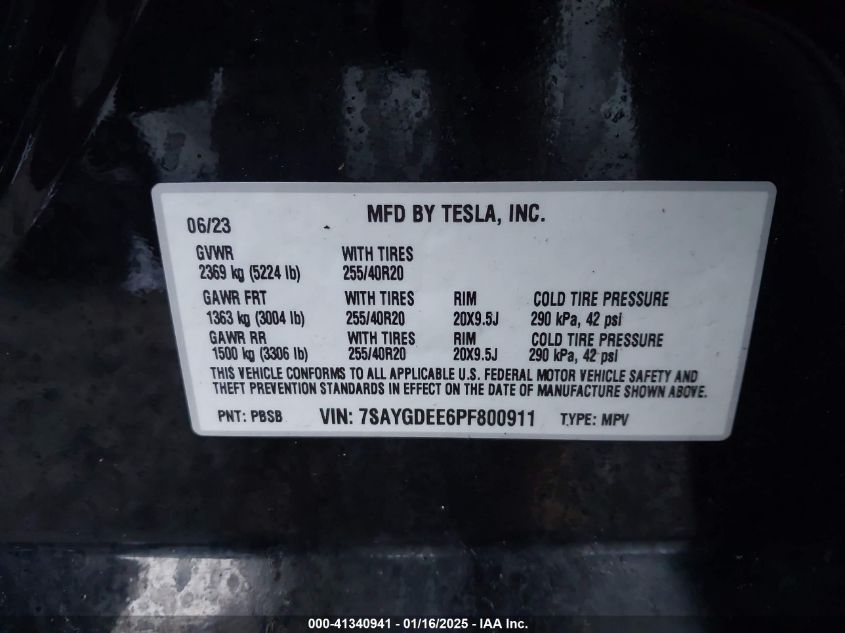 06/23 MFD BY TESLA, INC.
GVWR WITH TIRES
2369 kg (5224 lb) 255/40R20
GAWR FRT WITH TIRES RIM COLD TIRE PRESSURE
1363 kg (3004 lb) 255/40R20 20X9.5J 290 kPa, 42 psi
GAWR RR WITH TIRES RIM COLD TIRE PRESSURE
1500 kg (3306 lb) 255/40R20 20X9.5J 290 kPa, 42 psi
THIS VEHICLE CONFORMS TO ALL APPLICABLE U.S. FEDERAL MOTOR VEHICLE SAFETY AND
THEFT PREVENTION STANDARDS IN EFFECT ON THE DATE OF MANUFACTURE SHOWN ABOVE.
PNT: PBSB VIN: 7SAYGDEE6PF800911 TYPE: MPV
000-41340941 - 01/16/2025 - IAA Inc.